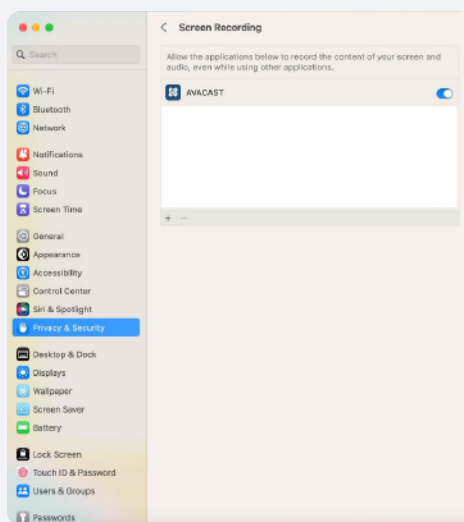 Screen Recording
Search
Allow the applications below to record the content of your screen and
audio, even while using other applications.
AVACAST
+ −
Wi-Fi
Bluetooth
Network
Notifications
Sound
Focus
Screen Time
General
Appearance
Accessibility
Control Center
Siri & Spotlight
Privacy & Security
Desktop & Dock
Displays
Wallpaper
Screen Saver
Battery
Lock Screen
Touch ID & Password
Users & Groups
Passwords